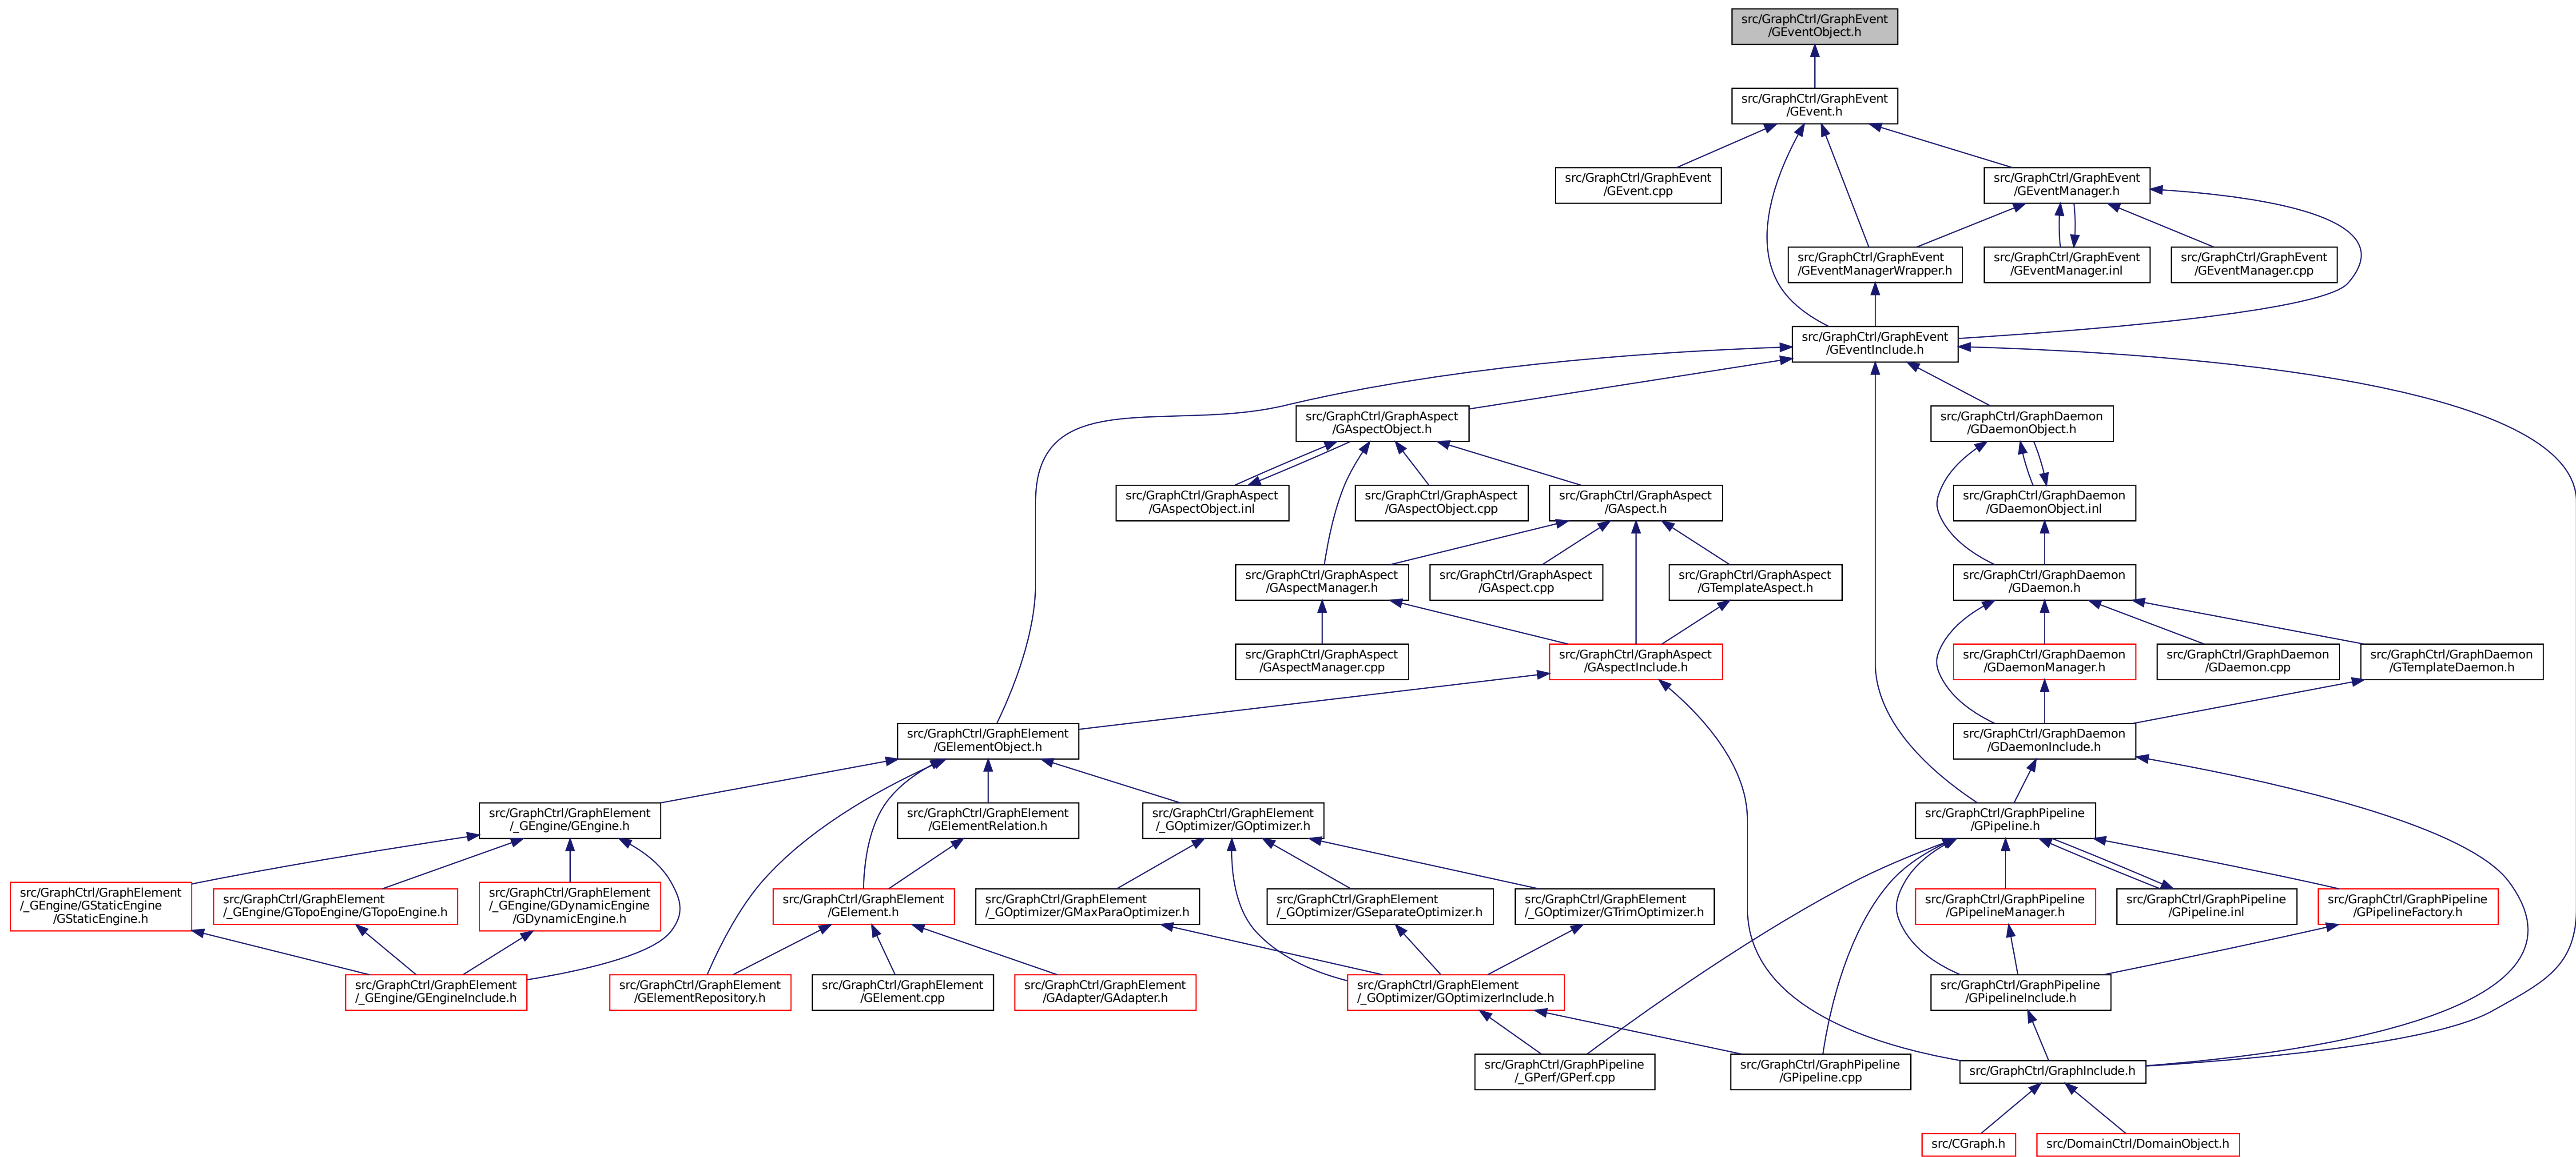 src/GraphCtrl/GraphEvent
/GEventObject.h
src/GraphCtrl/GraphEvent
/GEvent.h
src/GraphCtrl/GraphEvent
/GEvent.cpp
src/GraphCtrl/GraphEvent
/GEventManager.h
src/GraphCtrl/GraphEvent
/GEventManagerWrapper.h
src/GraphCtrl/GraphEvent
/GEventManager.inl
src/GraphCtrl/GraphEvent
/GEventManager.cpp
src/GraphCtrl/GraphEvent
/GEventInclude.h
src/GraphCtrl/GraphAspect
/GAspectObject.h
src/GraphCtrl/GraphDaemon
/GDaemonObject.h
src/GraphCtrl/GraphAspect
/GAspectObject.inl
src/GraphCtrl/GraphAspect
/GAspectObject.cpp
src/GraphCtrl/GraphAspect
/GAspect.h
src/GraphCtrl/GraphDaemon
/GDaemonObject.inl
src/GraphCtrl/GraphAspect
/GAspectManager.h
src/GraphCtrl/GraphAspect
/GAspect.cpp
src/GraphCtrl/GraphAspect
/GTemplateAspect.h
src/GraphCtrl/GraphDaemon
/GDaemon.h
src/GraphCtrl/GraphAspect
/GAspectManager.cpp
src/GraphCtrl/GraphAspect
/GAspectInclude.h
src/GraphCtrl/GraphDaemon
/GDaemonManager.h
src/GraphCtrl/GraphDaemon
/GDaemon.cpp
src/GraphCtrl/GraphDaemon
/GTemplateDaemon.h
src/GraphCtrl/GraphElement
/GElementObject.h
src/GraphCtrl/GraphDaemon
/GDaemonInclude.h
src/GraphCtrl/GraphElement
/_GEngine/GEngine.h
src/GraphCtrl/GraphElement
/GElementRelation.h
src/GraphCtrl/GraphElement
/_GOptimizer/GOptimizer.h
src/GraphCtrl/GraphPipeline
/GPipeline.h
src/GraphCtrl/GraphElement
/_GEngine/GStaticEngine
/GStaticEngine.h
src/GraphCtrl/GraphElement
/_GEngine/GTopoEngine/GTopoEngine.h
src/GraphCtrl/GraphElement
/_GEngine/GDynamicEngine
/GDynamicEngine.h
src/GraphCtrl/GraphElement
/GElement.h
src/GraphCtrl/GraphElement
/_GOptimizer/GMaxParaOptimizer.h
src/GraphCtrl/GraphElement
/_GOptimizer/GSeparateOptimizer.h
src/GraphCtrl/GraphElement
/_GOptimizer/GTrimOptimizer.h
src/GraphCtrl/GraphPipeline
/GPipelineManager.h
src/GraphCtrl/GraphPipeline
/GPipeline.inl
src/GraphCtrl/GraphPipeline
/GPipelineFactory.h
src/GraphCtrl/GraphElement
/_GEngine/GEngineInclude.h
src/GraphCtrl/GraphElement
/GElementRepository.h
src/GraphCtrl/GraphElement
/GElement.cpp
src/GraphCtrl/GraphElement
/GAdapter/GAdapter.h
src/GraphCtrl/GraphElement
/_GOptimizer/GOptimizerInclude.h
src/GraphCtrl/GraphPipeline
/GPipelineInclude.h
src/GraphCtrl/GraphPipeline
/_GPerf/GPerf.cpp
src/GraphCtrl/GraphPipeline
/GPipeline.cpp
src/GraphCtrl/GraphInclude.h
src/CGraph.h
src/DomainCtrl/DomainObject.h